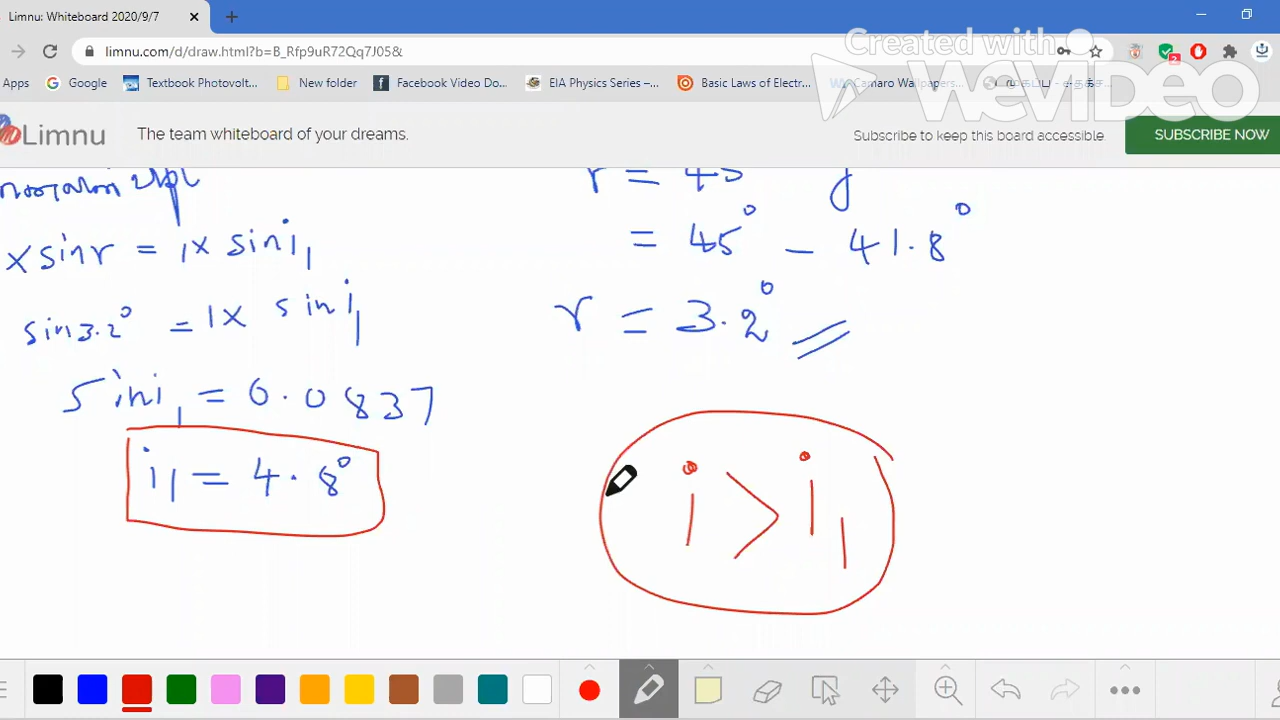 Limnu: Whiteboard 2020/9/7
limnu.com/d/draw.html?b=B_Rfp9uR72Qq7J05&
Created with
WeVideo
Apps
Google
Textbook Photovolt...
New folder
Facebook Video Do...
EIA Physics Series –...
Basic Laws of Electr...
Camaro Wallpapers...
Limnu
The team whiteboard of your dreams.
Subscribe to keep this board accessible.
SUBSCRIBE NOW
r = 45
= 45° − 41.8°
x sin r = 1 x sin i₁
sin 3.2° = 1 x sin i₁
r = 3.2°
sin i₁ = 0.0837
i₁ = 4.8°
i > i₁